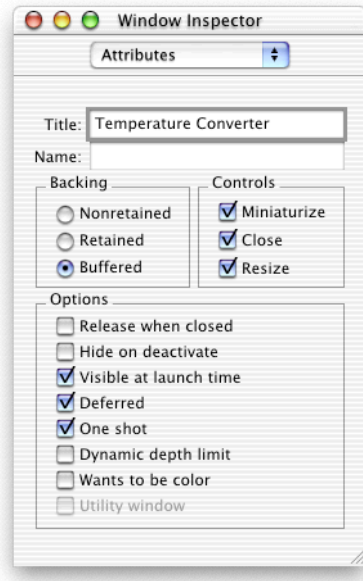 Window Inspector
Attributes
Title: Temperature Converter
Name:
Backing
Nonretained
Retained
Buffered
Controls
Miniaturize
Close
Resize
Options
Release when closed
Hide on deactivate
Visible at launch time
Deferred
One shot
Dynamic depth limit
Wants to be color
Utility window